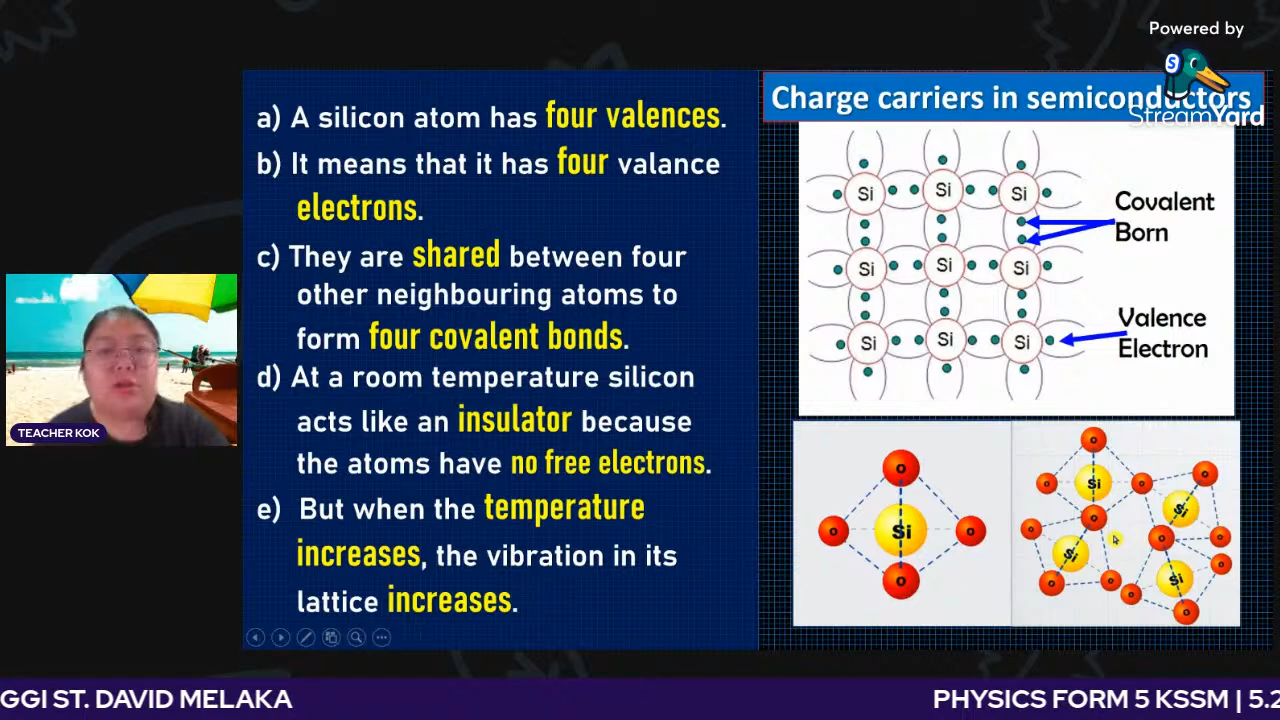 Powered by
S
StreamYard
Charge carriers in semiconductors
a) A silicon atom has four valences.
b) It means that it has four valance
electrons.
c) They are shared between four
other neighbouring atoms to
form four covalent bonds.
d) At a room temperature silicon
acts like an insulator because
the atoms have no free electrons.
e) But when the temperature
increases, the vibration in its
lattice increases.
Si Si Si
Covalent
Born
Si Si Si
Valence
Electron
Si Si Si
o
o Si o
o
o
o Si o o
o o Si
Si o o
o o o Si o
o
TEACHER KOK
GGI ST. DAVID MELAKA
PHYSICS FORM 5 KSSM | 5.2